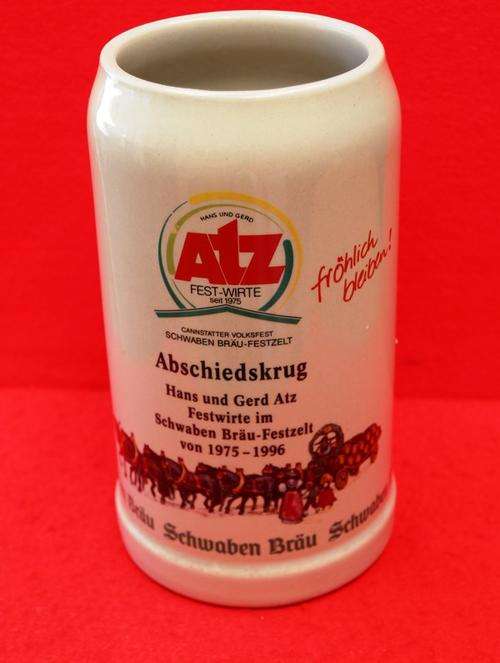 HANS UND GERD
Atz
FEST-WIRTE
seit 1975
CANNSTATTER VOLKSFEST
SCHWABEN BRÄU-FESTZELT
fröhlich
bleiben!
Abschiedskrug
Hans und Gerd Atz
Festwirte im
Schwaben Bräu-Festzelt
von 1975 – 1996
Bräu Schwaben Bräu Schwaben